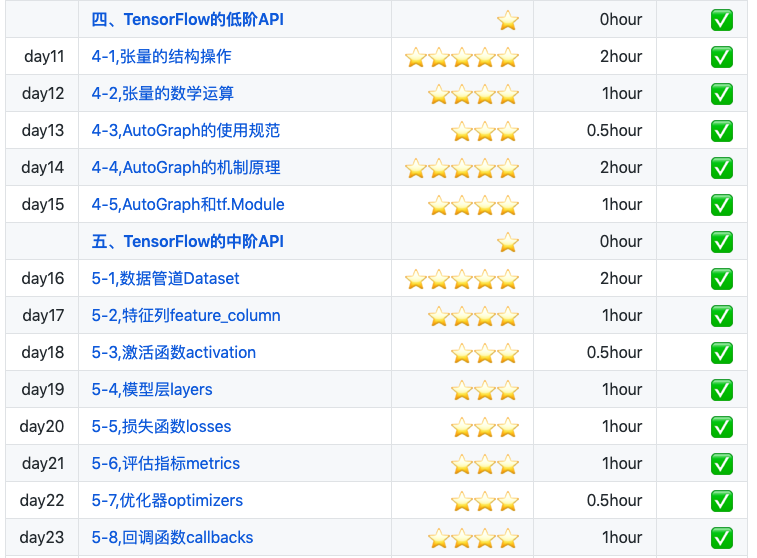 四、TensorFlow的低阶API ⭐️ 0hour ✅
day11 4-1,张量的结构操作 ⭐️⭐️⭐️⭐️⭐️ 2hour ✅
day12 4-2,张量的数学运算 ⭐️⭐️⭐️⭐️ 1hour ✅
day13 4-3,AutoGraph的使用规范 ⭐️⭐️⭐️ 0.5hour ✅
day14 4-4,AutoGraph的机制原理 ⭐️⭐️⭐️⭐️⭐️ 2hour ✅
day15 4-5,AutoGraph和tf.Module ⭐️⭐️⭐️⭐️ 1hour ✅
五、TensorFlow的中阶API ⭐️ 0hour ✅
day16 5-1,数据管道Dataset ⭐️⭐️⭐️⭐️⭐️ 2hour ✅
day17 5-2,特征列feature_column ⭐️⭐️⭐️⭐️ 1hour ✅
day18 5-3,激活函数activation ⭐️⭐️⭐️ 0.5hour ✅
day19 5-4,模型层layers ⭐️⭐️⭐️ 1hour ✅
day20 5-5,损失函数losses ⭐️⭐️⭐️ 1hour ✅
day21 5-6,评估指标metrics ⭐️⭐️⭐️ 1hour ✅
day22 5-7,优化器optimizers ⭐️⭐️⭐️ 0.5hour ✅
day23 5-8,回调函数callbacks ⭐️⭐️⭐️⭐️ 1hour ✅